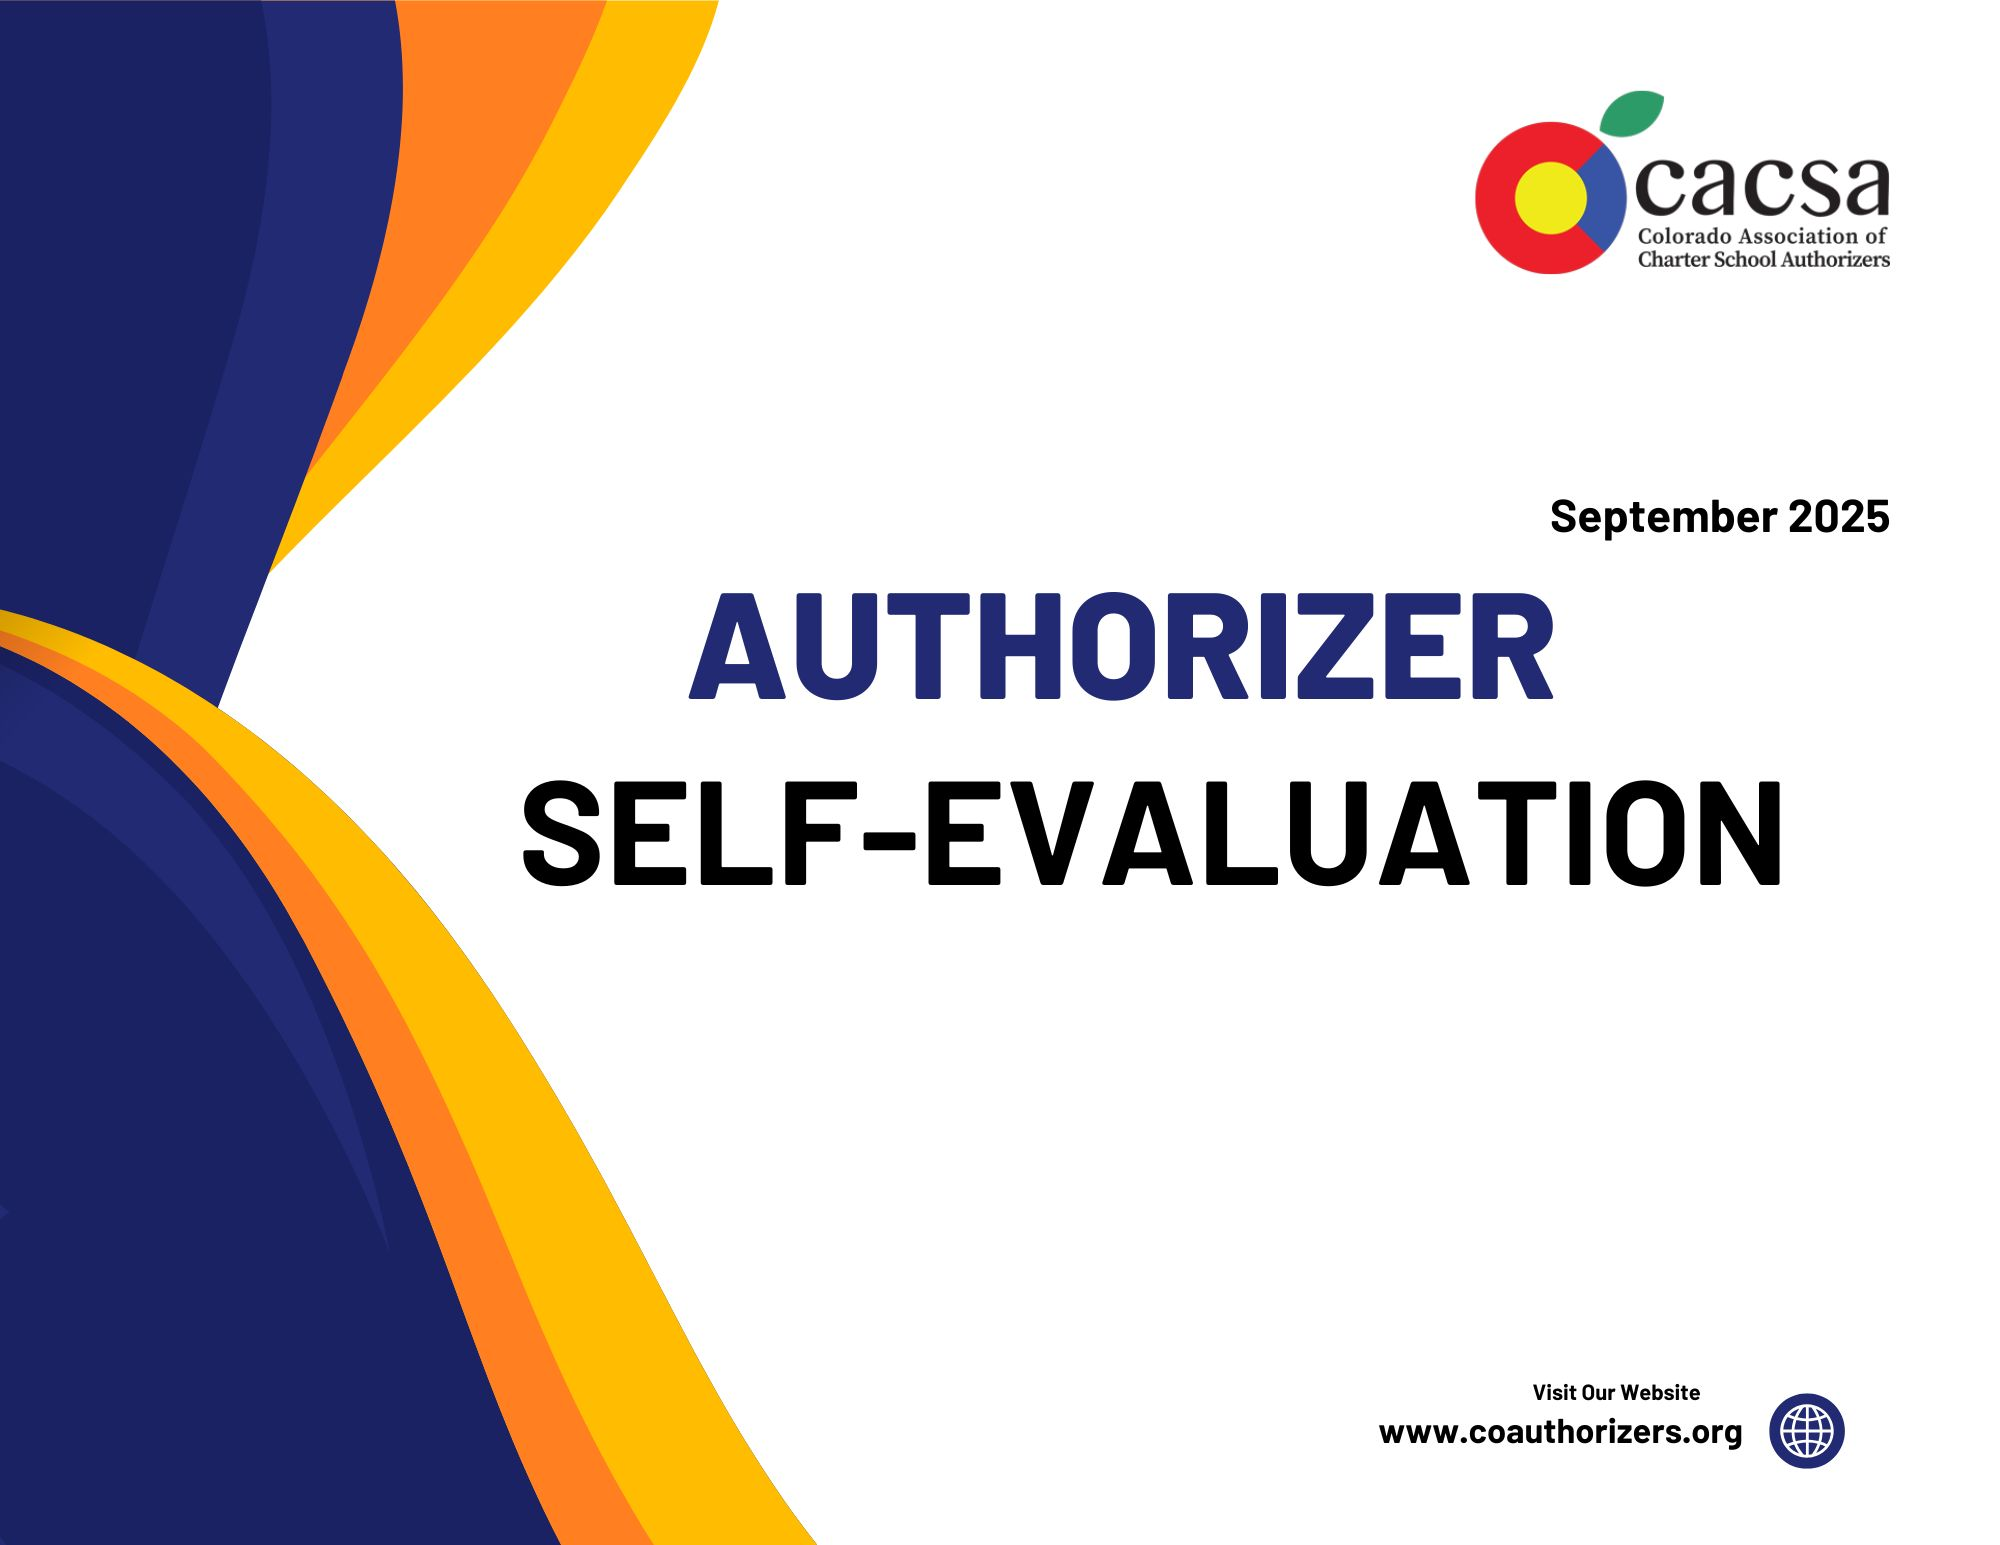 cacsa
Colorado Association of
Charter School Authorizers
September 2025
AUTHORIZER
SELF-EVALUATION
Visit Our Website
www.coauthorizers.org